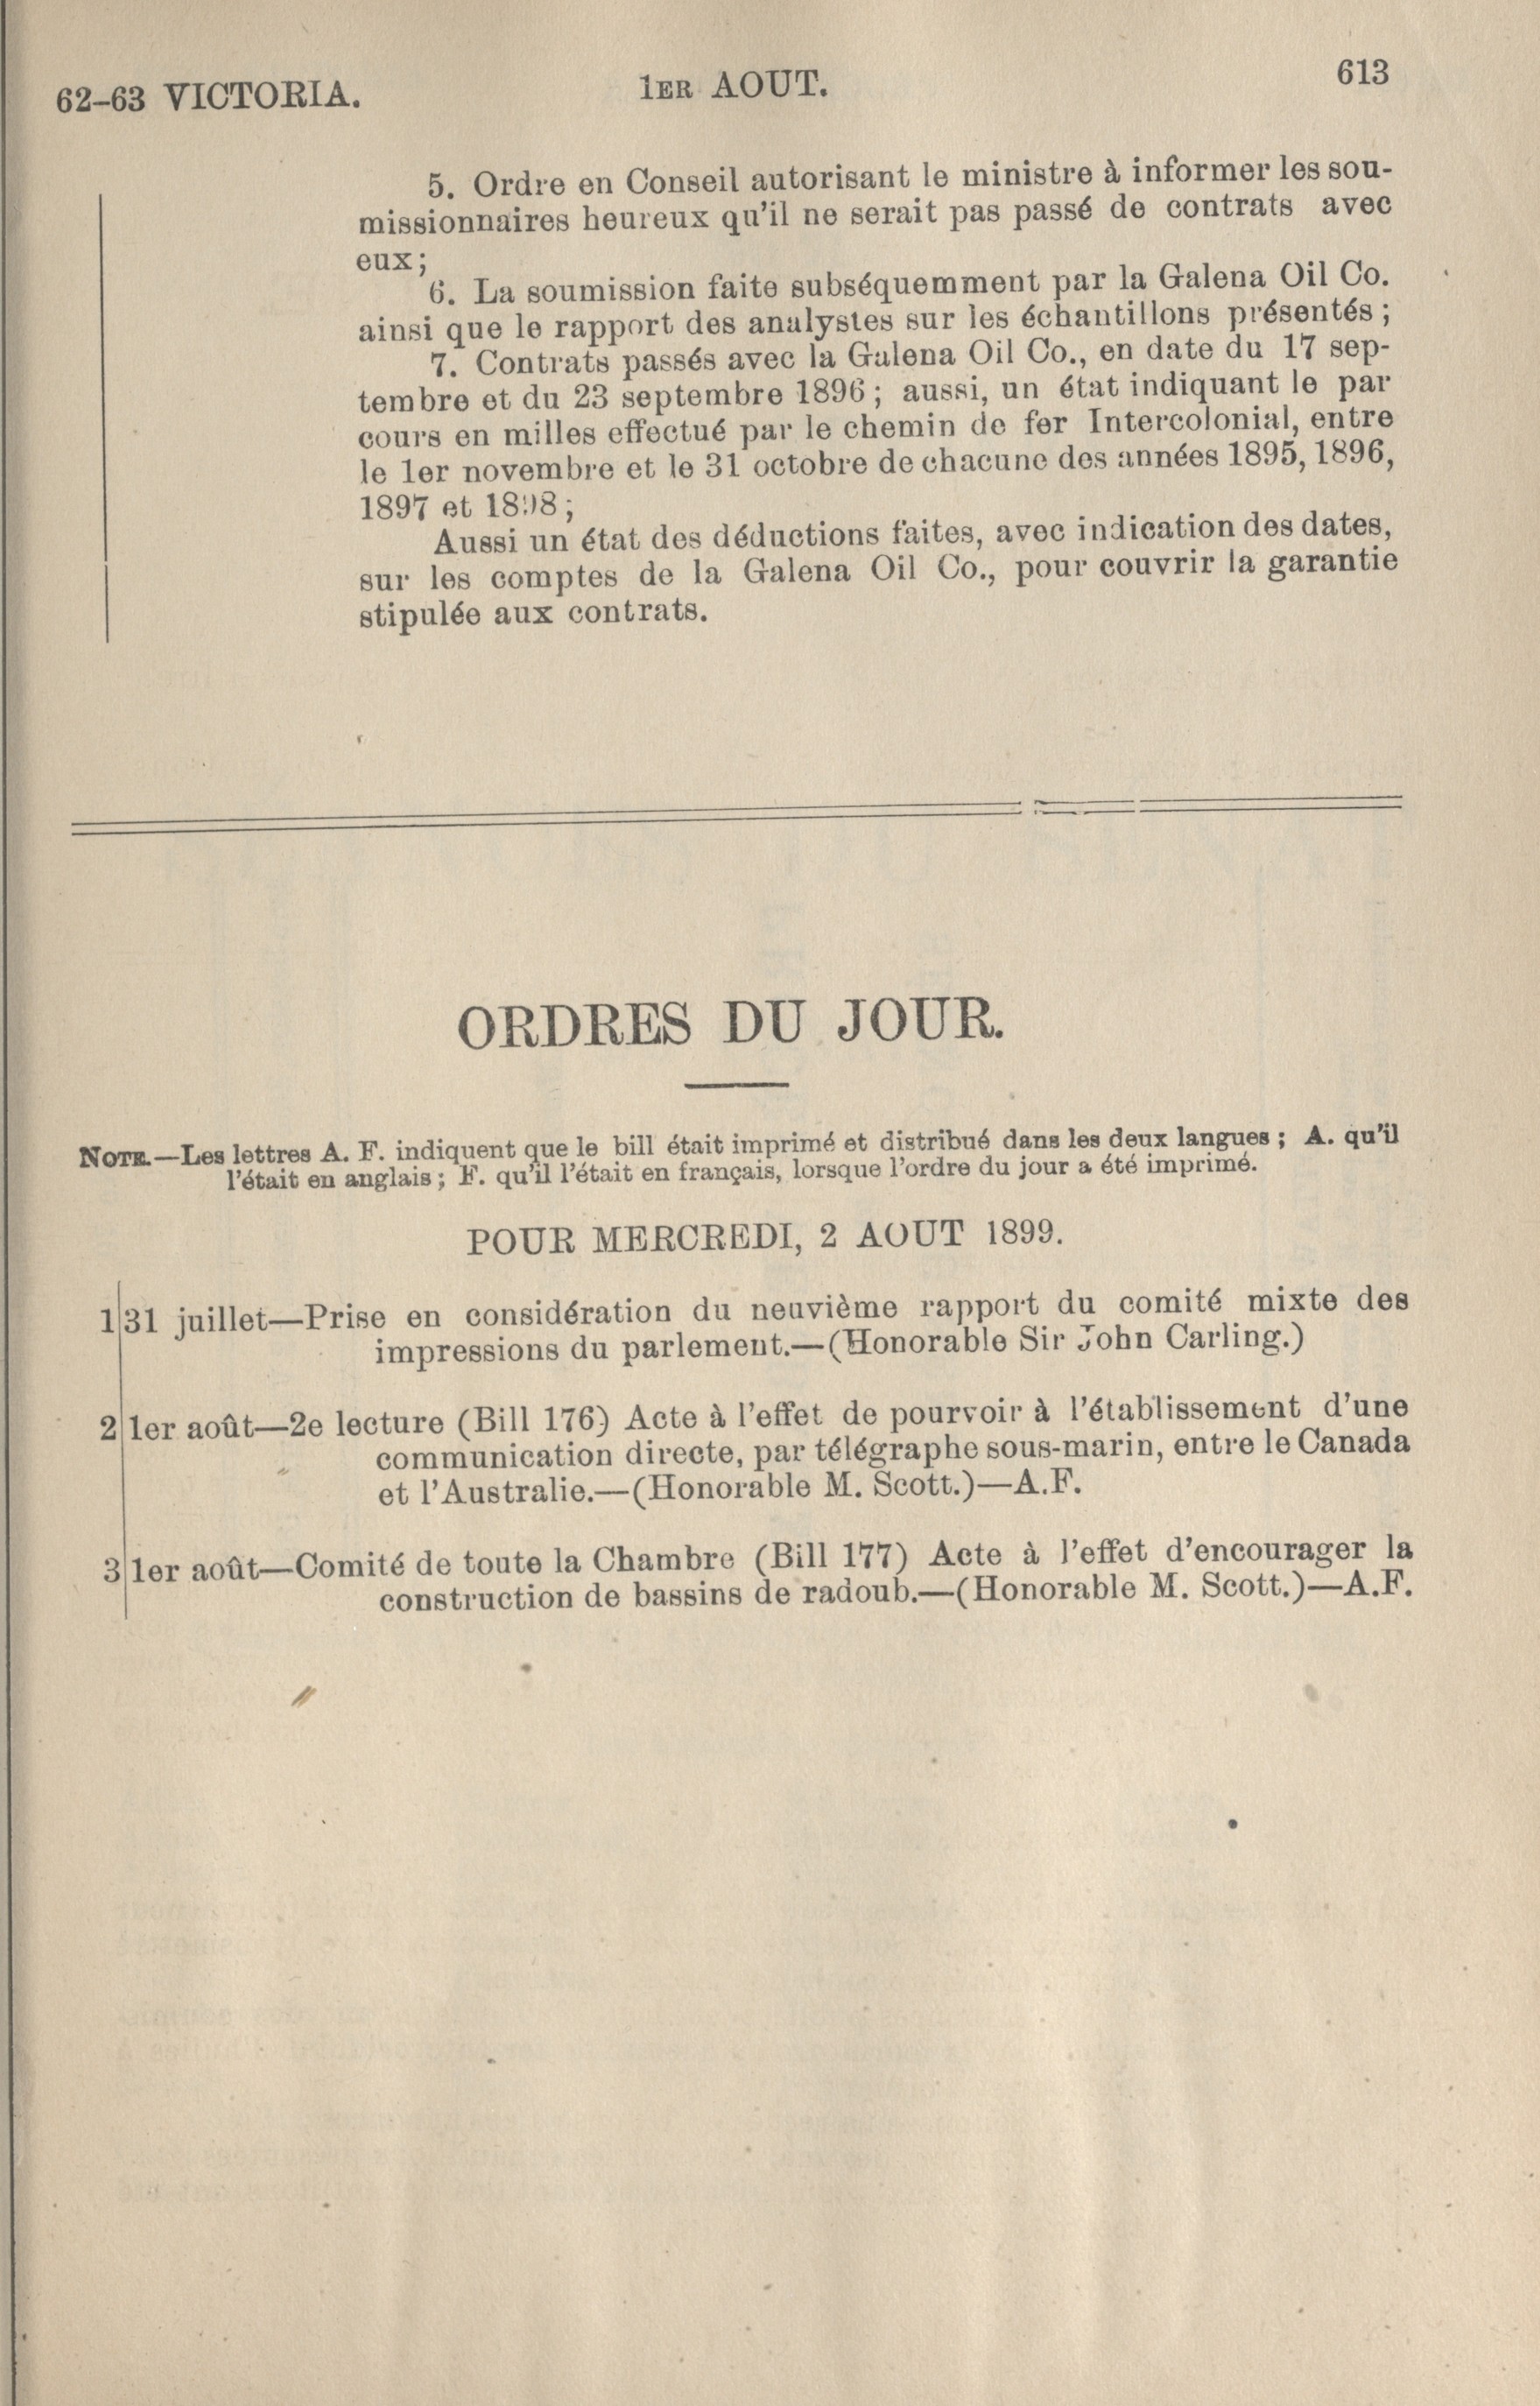 62-63 VICTORIA. 1ER AOUT. 613
5. Ordre en Conseil autorisant le ministre à informer les sou-
missionnaires heureux qu'il ne serait pas passé de contrats avec
eux;
6. La soumission faite subséquemment par la Galena Oil Co.
ainsi que le rapport des analystes sur les échantillons présentés ;
7. Contrats passés avec la Galena Oil Co., en date du 17 sep-
tembre et du 23 septembre 1896 ; aussi, un état indiquant le par
cours en milles effectué par le chemin de fer Intercolonial, entre
le 1er novembre et le 31 octobre de chacune des années 1895, 1896,
1897 et 1898 ;
Aussi un état des déductions faites, avec indication des dates,
sur les comptes de la Galena Oil Co., pour couvrir la garantie
stipulée aux contrats.
ORDRES DU JOUR.
NOTE.—Les lettres A. F. indiquent que le bill était imprimé et distribué dans les deux langues ; A. qu'il
l'était en anglais ; F. qu'il l'était en français, lorsque l'ordre du jour a été imprimé.
POUR MERCREDI, 2 AOUT 1899.
1 31 juillet—Prise en considération du neuvième rapport du comité mixte des
impressions du parlement.—(Honorable Sir John Carling.)
2 1er août—2e lecture (Bill 176) Acte à l'effet de pourvoir à l'établissement d'une
communication directe, par télégraphe sous-marin, entre le Canada
et l'Australie.—(Honorable M. Scott.)—A.F.
3 1er août—Comité de toute la Chambre (Bill 177) Acte à l'effet d'encourager la
construction de bassins de radoub.—(Honorable M. Scott.)—A.F.